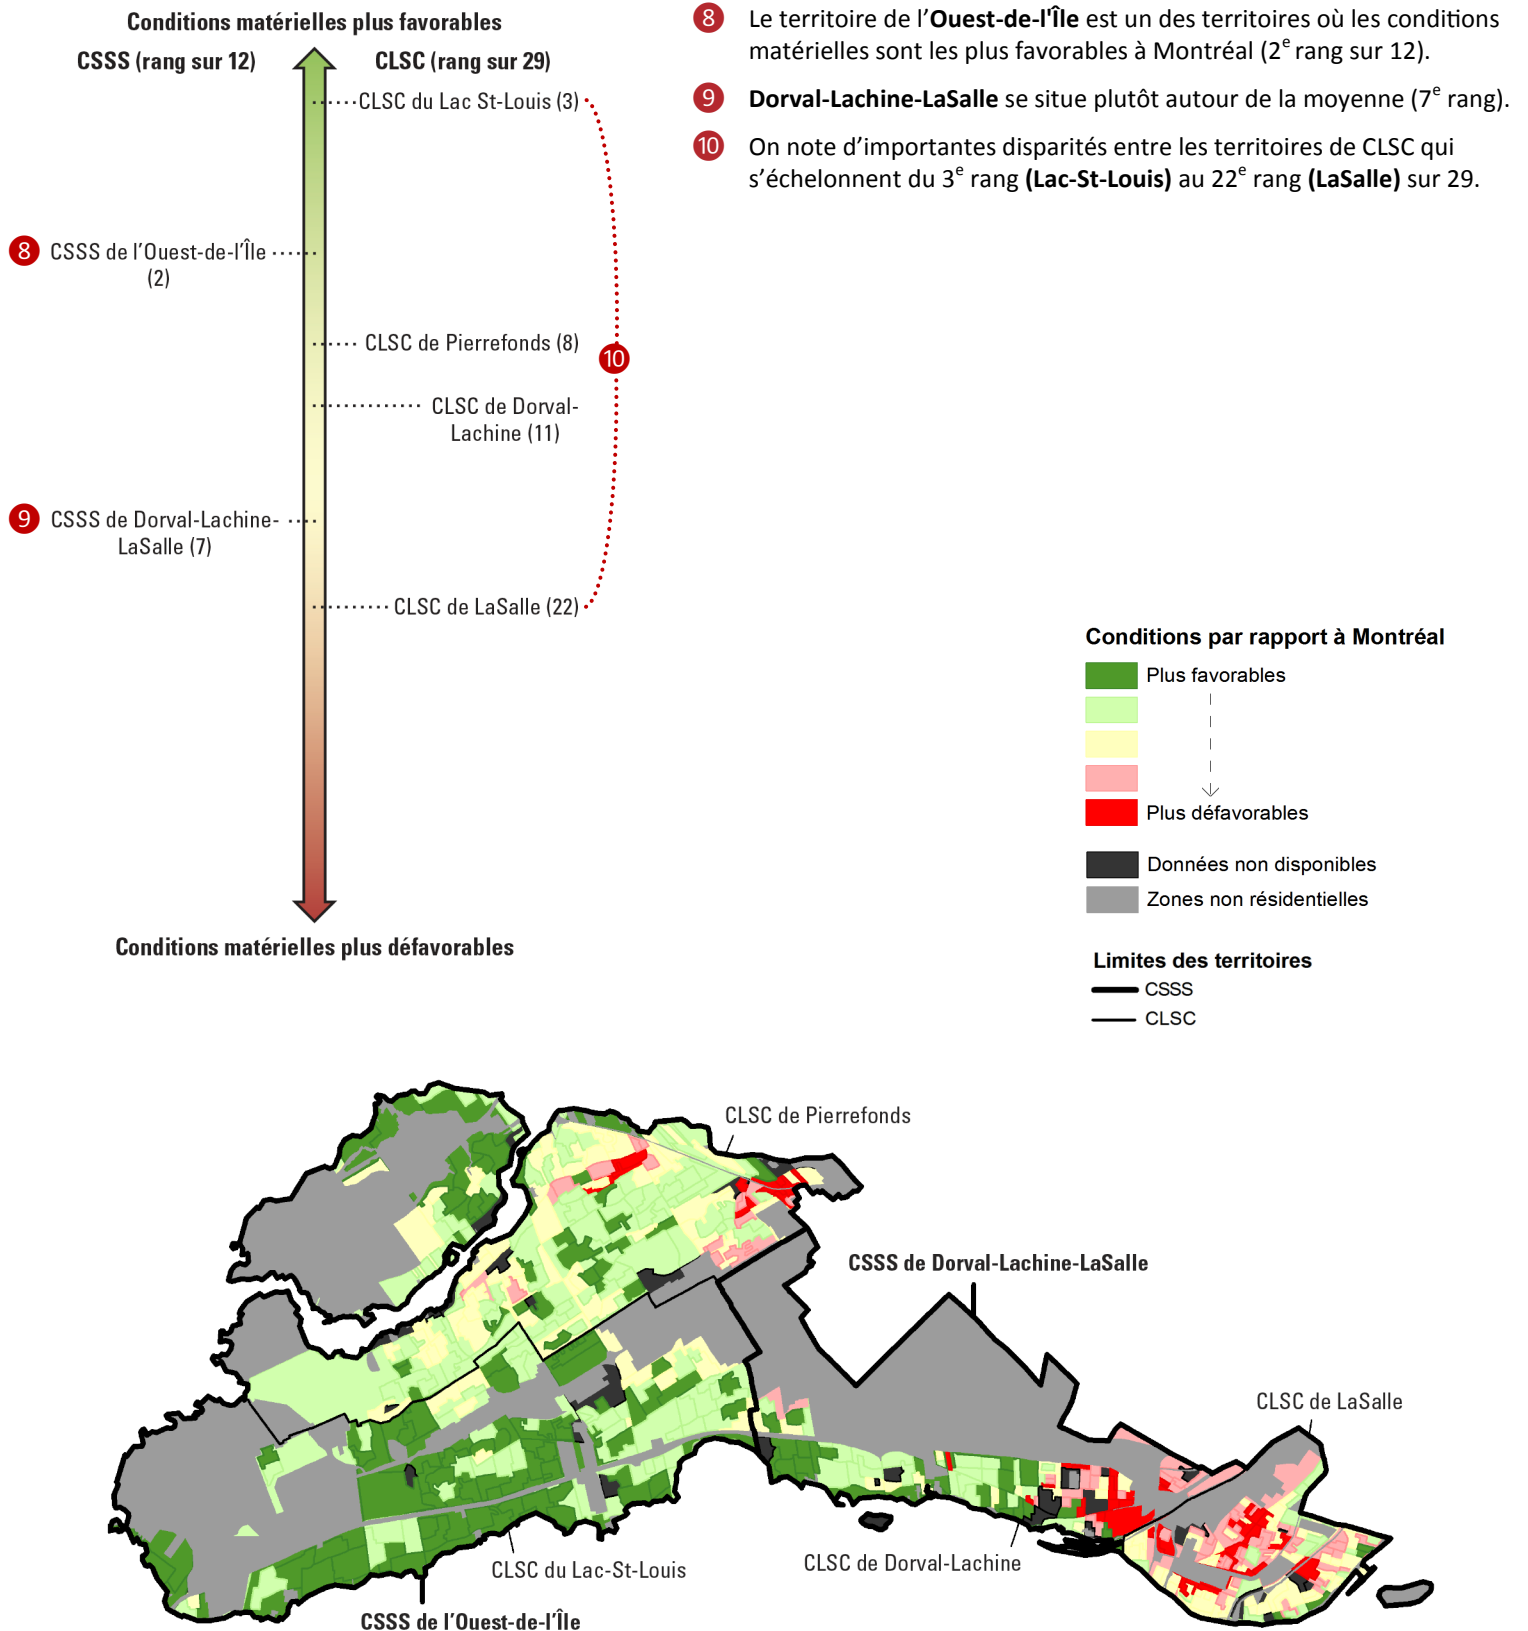 Conditions matérielles plus favorables
CSSS (rang sur 12)
CLSC (rang sur 29)
CLSC du Lac St-Louis (3)
8 CSSS de l'Ouest-de-l'Île
(2)
CLSC de Pierrefonds (8)
10
CLSC de Dorval-
Lachine (11)
9 CSSS de Dorval-Lachine-
LaSalle (7)
CLSC de LaSalle (22)
Conditions matérielles plus défavorables
8 Le territoire de l'Ouest-de-l'Île est un des territoires où les conditions
matérielles sont les plus favorables à Montréal (2e rang sur 12).
9 Dorval-Lachine-LaSalle se situe plutôt autour de la moyenne (7e rang).
10 On note d'importantes disparités entre les territoires de CLSC qui
s'échelonnent du 3e rang (Lac-St-Louis) au 22e rang (LaSalle) sur 29.
Conditions par rapport à Montréal
Plus favorables
Plus défavorables
Données non disponibles
Zones non résidentielles
Limites des territoires
CSSS
CLSC
CLSC de Pierrefonds
CSSS de Dorval-Lachine-LaSalle
CLSC de LaSalle
CLSC de Dorval-Lachine
CLSC du Lac-St-Louis
CSSS de l'Ouest-de-l'Île